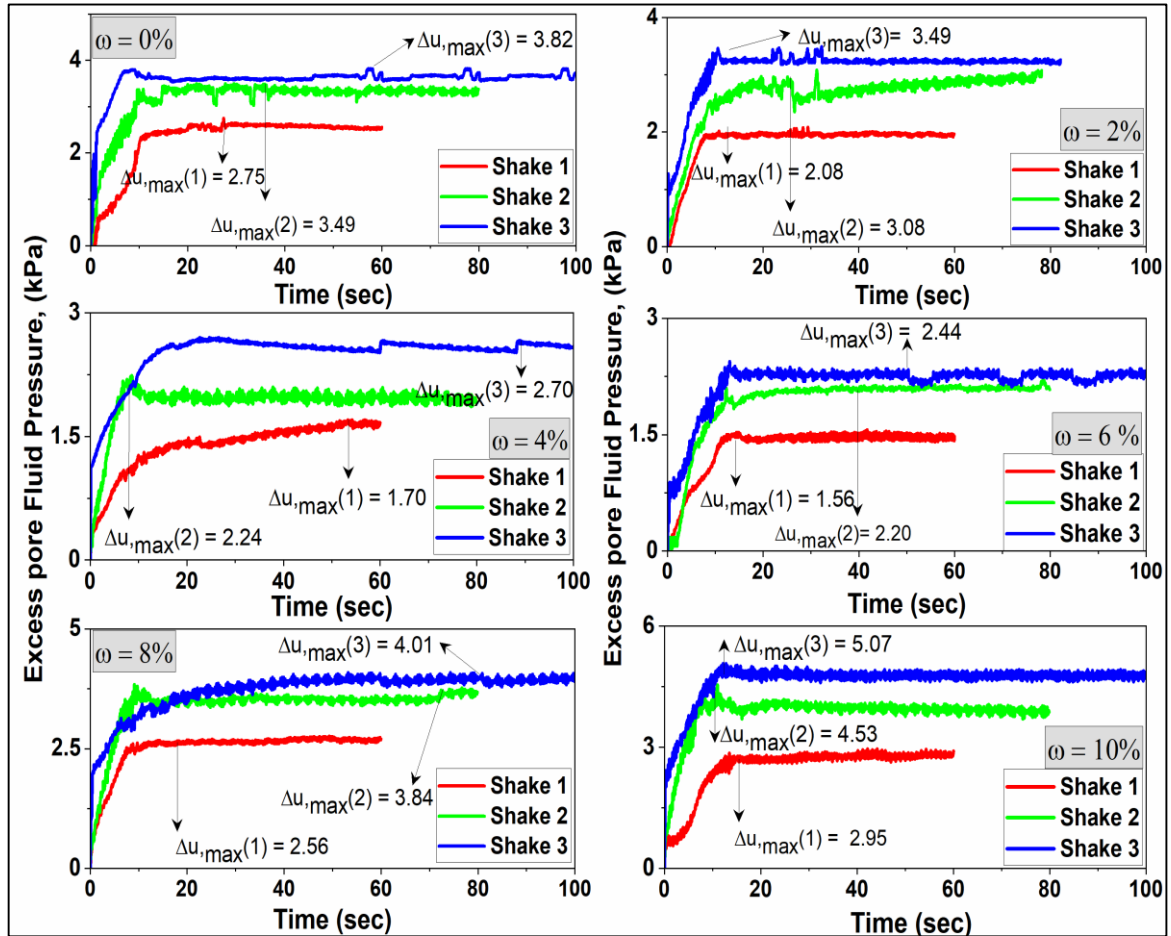 Excess pore Fluid Pressure, (kPa)
ω = 0%
Δu,max(3) = 3.82
Δu,max(1) = 2.75
Δu,max(2) = 3.49
Shake 1
Shake 2
Shake 3
4
2
0
0 20 40 60 80 100
Time (sec)
Excess pore Fluid Pressure, (kPa)
Δu,max(3)= 3.49
ω = 2%
Δu,max(1) = 2.08
Δu,max(2) = 3.08
Shake 1
Shake 2
Shake 3
4
2
0
0 20 40 60 80 100
Time (sec)
Δu,max(3) = 2.70
ω = 4%
Δu,max(1) = 1.70
Δu,max(2) = 2.24
Shake 1
Shake 2
Shake 3
3
1.5
0
0 20 40 60 80 100
Time (sec)
Δu,max(3) = 2.44
ω = 6 %
Δu,max(1) = 1.56
Δu,max(2)= 2.20
Shake 1
Shake 2
Shake 3
3
1.5
0
0 20 40 60 80 100
Time (sec)
ω = 8%
Δu,max(3) = 4.01
Δu,max(2) = 3.84
Δu,max(1) = 2.56
Shake 1
Shake 2
Shake 3
5
2.5
0
0 20 40 60 80 100
Time (sec)
Δu,max(3) = 5.07
Δu,max(2) = 4.53
ω = 10%
Δu,max(1) = 2.95
Shake 1
Shake 2
Shake 3
6
3
0
0 20 40 60 80 100
Time (sec)